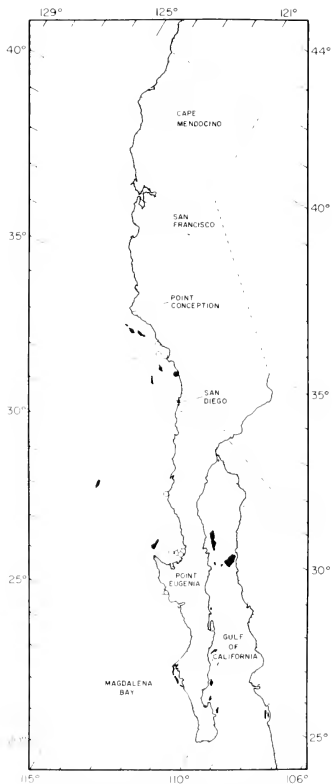 129° 125° 121°
40° 44°
CAPE
MENDOCINO
40°
SAN
FRANCISCO
35°
POINT
CONCEPTION
SAN
DIEGO
35°
30°
30°
25°
POINT
EUGENIA
GULF
OF
CALIFORNIA
MAGDALENA
BAY
25°
115° 110° 106°